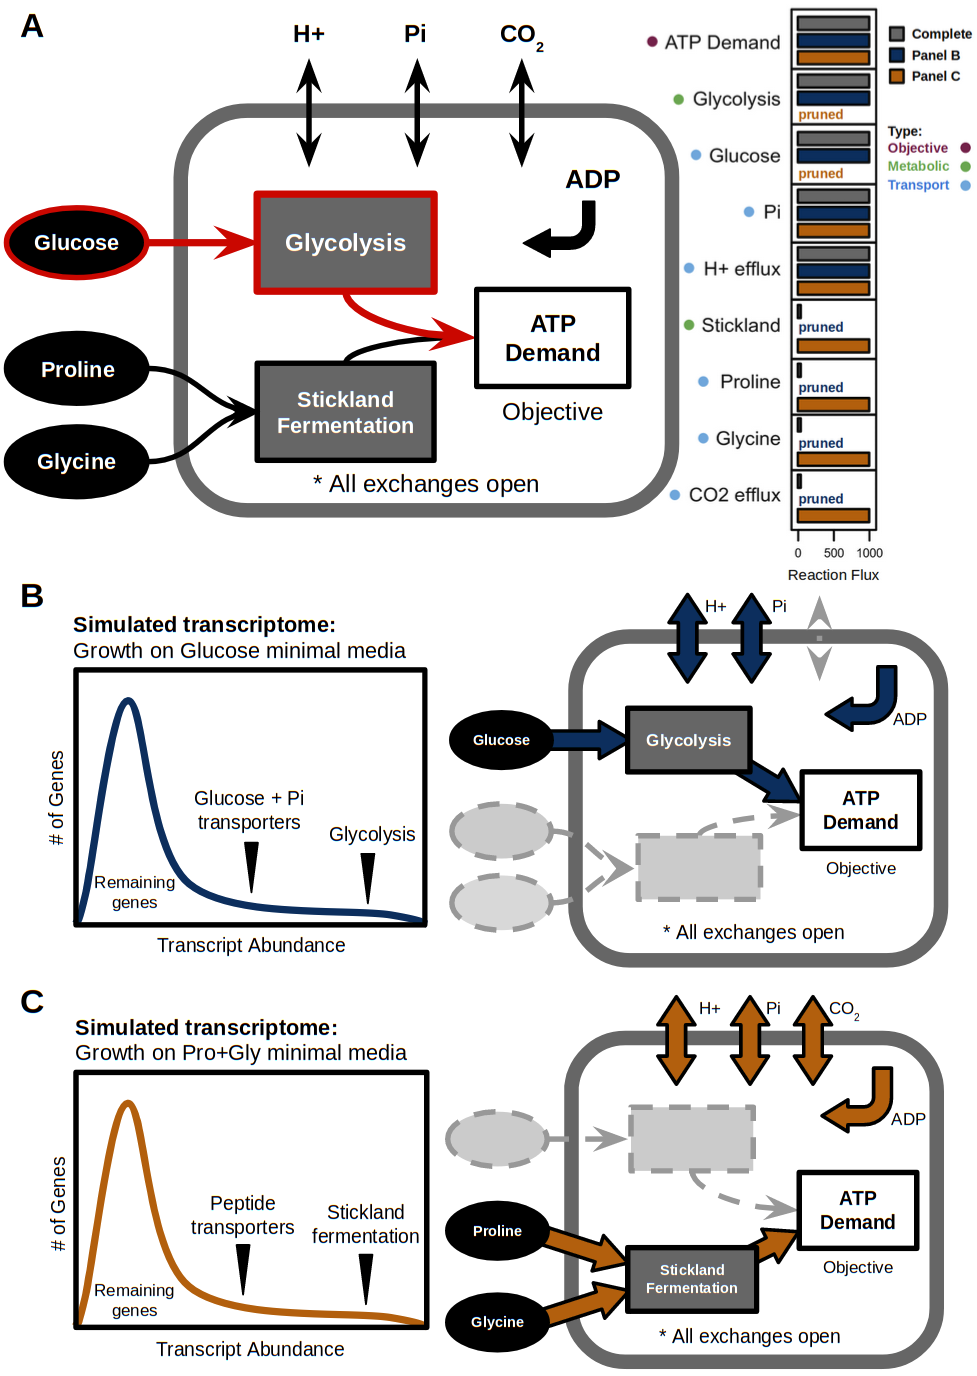 A
H+
Pi
CO2
ADP
Glucose
Glycolysis
ATP
Demand
Objective
Proline
Glycine
Stickland
Fermentation
* All exchanges open
ATP Demand
Glycolysis
pruned
Glucose
pruned
Pi
H+ efflux
Stickland
pruned
Proline
pruned
Glycine
pruned
CO2 efflux
pruned
0 500 1000
Reaction Flux
Complete
Panel B
Panel C
Type:
Objective
Metabolic
Transport
B
Simulated transcriptome:
Growth on Glucose minimal media
# of Genes
Glucose + Pi
transporters
Glycolysis
Remaining
genes
Transcript Abundance
H+
Pi
ADP
Glucose
Glycolysis
ATP
Demand
Objective
* All exchanges open
C
Simulated transcriptome:
Growth on Pro+Gly minimal media
# of Genes
Peptide
transporters
Stickland
fermentation
Remaining
genes
Transcript Abundance
H+
Pi
CO2
ADP
ATP
Demand
Objective
Proline
Glycine
Stickland
Fermentation
* All exchanges open